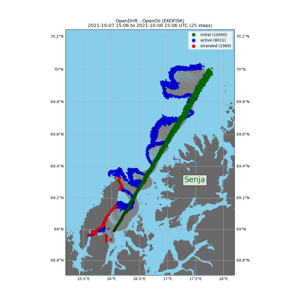 OpenDrift - OpenOil (EKOFISK)
2021-10-07 15:06 to 2021-10-08 15:06 UTC (25 steps)
initial (10000)
active (8011)
stranded (1989)
70.2°N
70.2°N
70°N
70°N
69.8°N
69.8°N
69.6°N
69.6°N
69.4°N
69.4°N
Senja
69.2°N
69.2°N
69°N
69°N
68.8°N
68.8°N
15.5°E
16°E
16.5°E
17°E
17.5°E
18°E